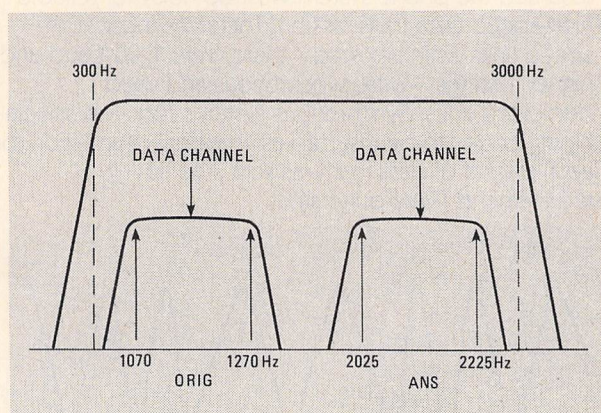 300 Hz
3000 Hz
DATA CHANNEL
DATA CHANNEL
1070
1270 Hz
2025
2225 Hz
ORIG
ANS